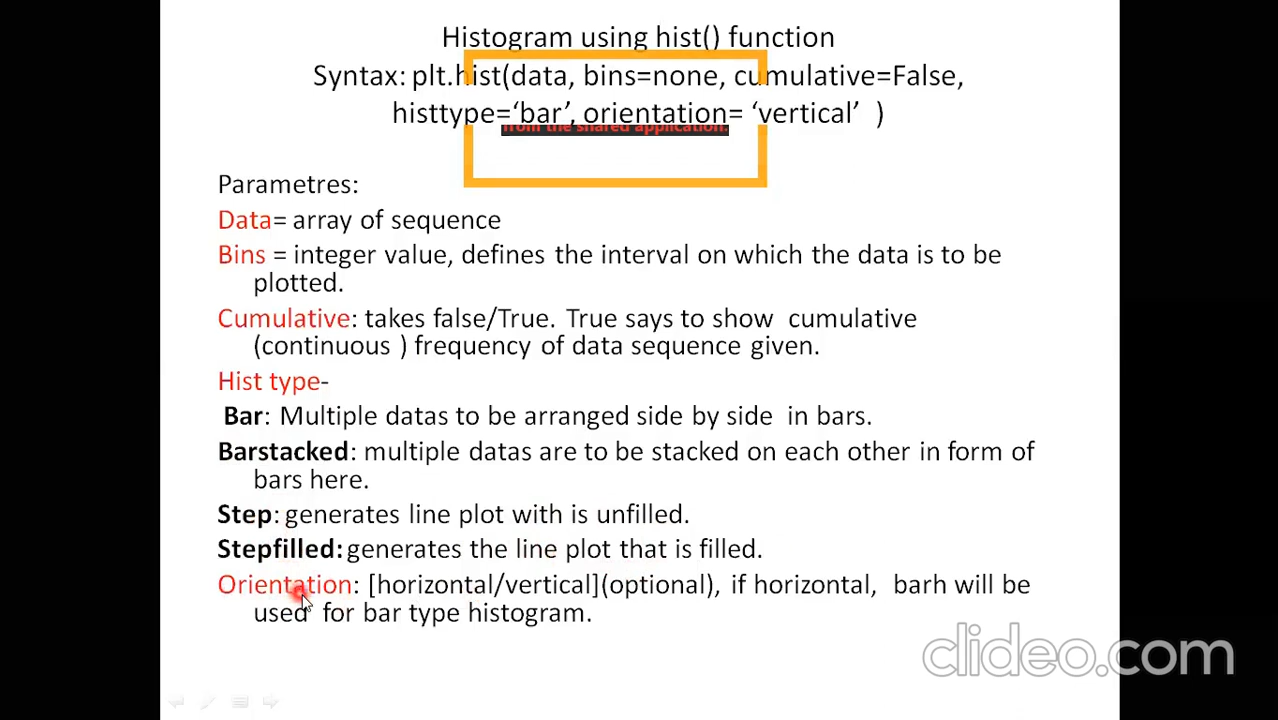 Histogram using hist() function
Syntax: plt.hist(data, bins=none, cumulative=False,
histtype=‘bar’, orientation= ‘vertical’ )
from the shared application.
Parametres:
Data= array of sequence
Bins = integer value, defines the interval on which the data is to be
plotted.
Cumulative: takes false/True. True says to show cumulative
(continuous ) frequency of data sequence given.
Hist type-
Bar: Multiple datas to be arranged side by side in bars.
Barstacked: multiple datas are to be stacked on each other in form of
bars here.
Step: generates line plot with is unfilled.
Stepfilled: generates the line plot that is filled.
Orientation: [horizontal/vertical](optional), if horizontal, barh will be
used for bar type histogram.
clideo.com